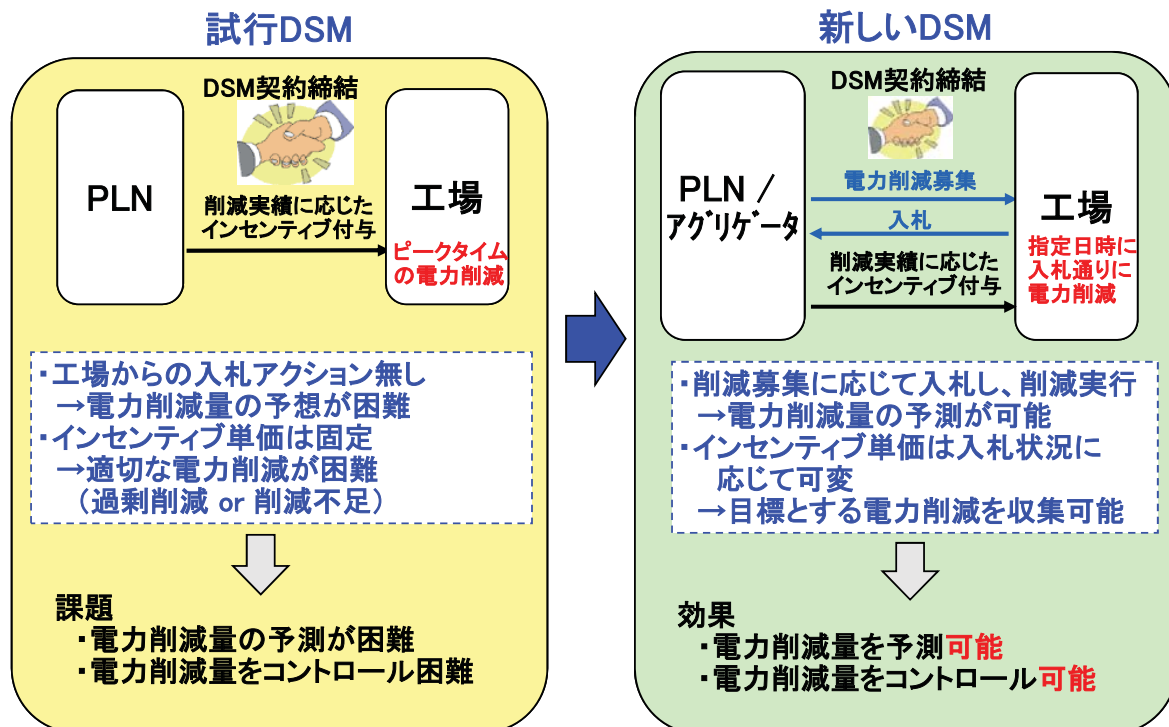 試行DSM
DSM契約締結
PLN
工場
削減実績に応じた
インセンティブ付与
ピークタイム
の電力削減
・工場からの入札アクション無し
→電力削減量の予想が困難
・インセンティブ単価は固定
→適切な電力削減が困難
(過剰削減 or 削減不足)
課題
・電力削減量の予測が困難
・電力削減量をコントロール困難
新しいDSM
DSM契約締結
PLN /
アグリゲータ
電力削減募集
入札
削減実績に応じた
インセンティブ付与
工場
指定日時に
入札通りに
電力削減
・削減募集に応じて入札し、削減実行
→電力削減量の予測が可能
・インセンティブ単価は入札状況に
応じて可変
→目標とする電力削減を収集可能
効果
・電力削減量を予測可能
・電力削減量をコントロール可能